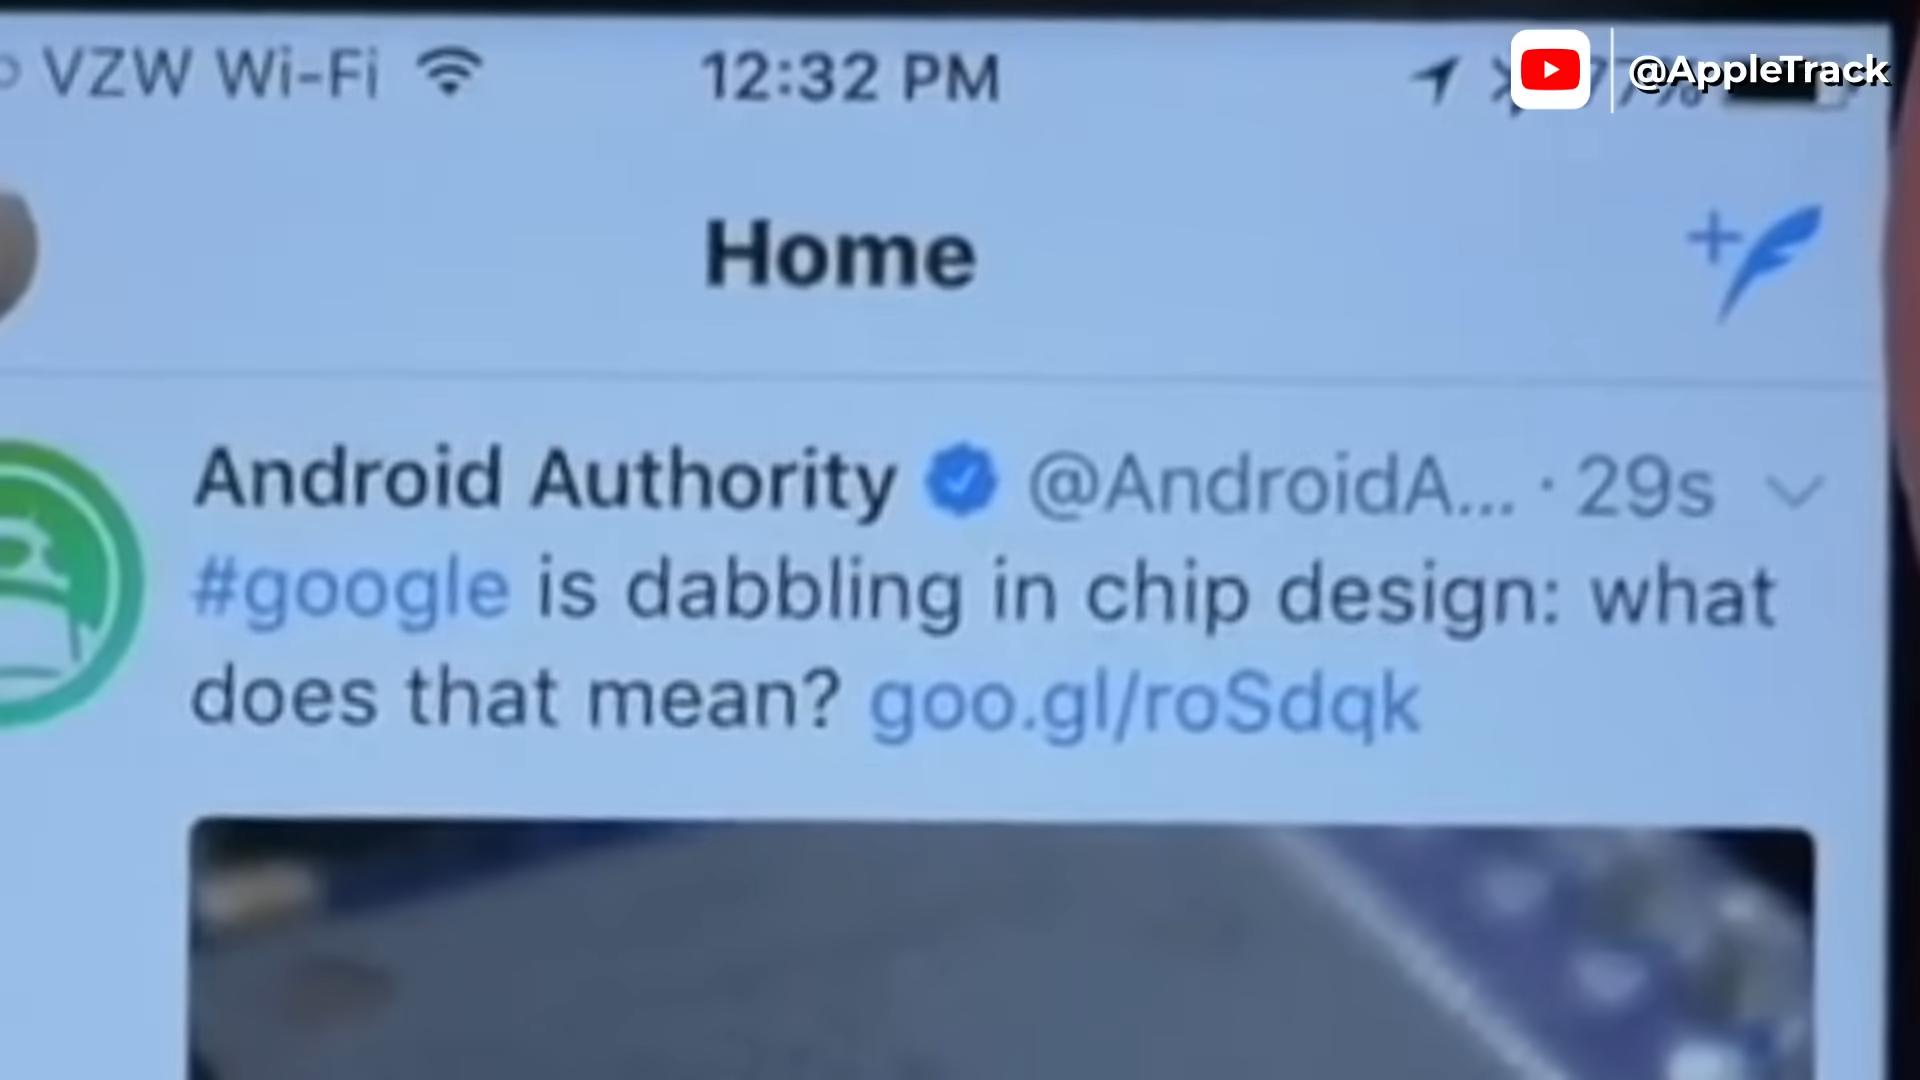 VZW Wi-Fi 12:32 PM
@AppleTrack
Home
Android Authority @AndroidA... · 29s
#google is dabbling in chip design: what
does that mean? goo.gl/roSdqk